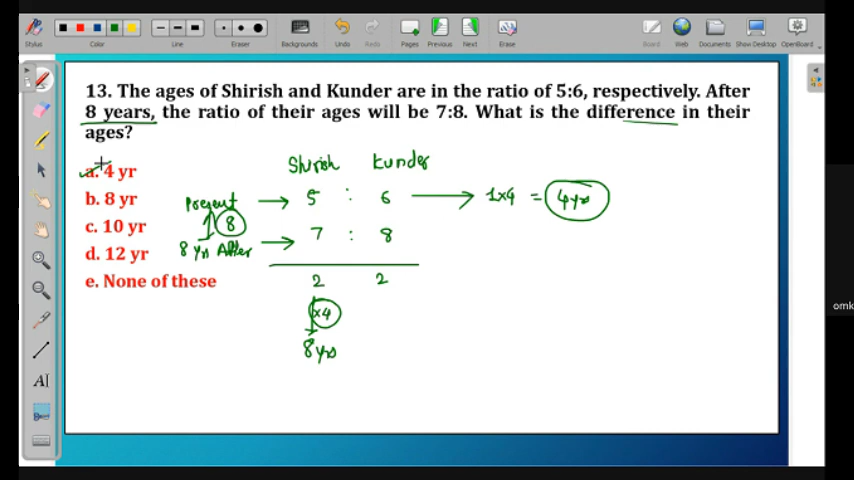 Stylus Color Line Eraser Backgrounds Undo Redo Pages Previous Next Erase Board Web Documents Show Desktop OpenBoard
13. The ages of Shirish and Kunder are in the ratio of 5:6, respectively. After
8 years, the ratio of their ages will be 7:8. What is the difference in their
ages?
a. 4 yr
b. 8 yr
c. 10 yr
d. 12 yr
e. None of these
Shirish Kunder
Present 5 : 6 1x4 = 4yrs
8
8 yrs After 7 : 8
2 2
x4
8yrs
omk